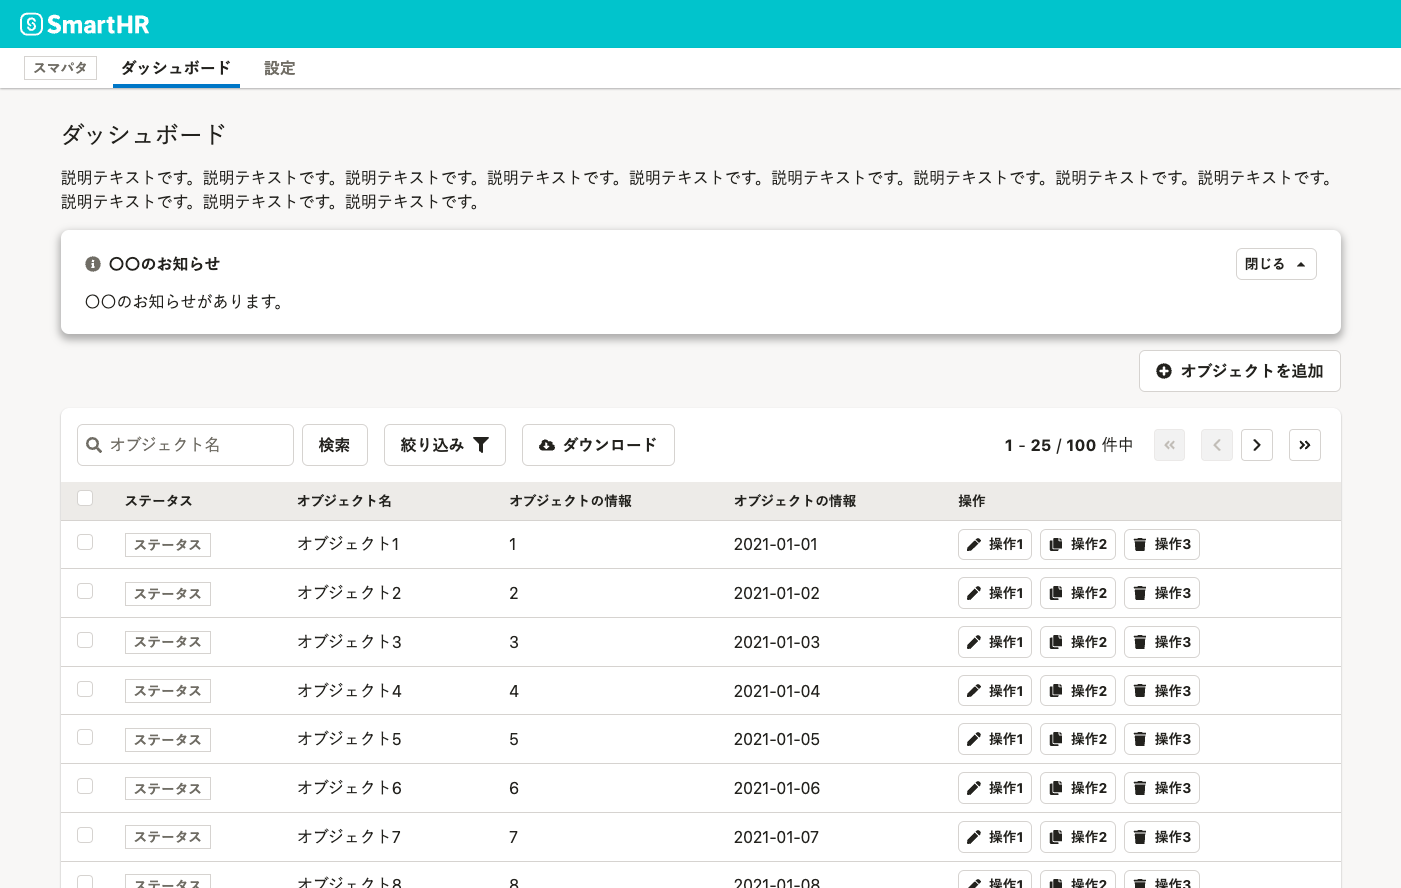 SmartHR
スマパタ ダッシュボード 設定
ダッシュボード
説明テキストです。説明テキストです。説明テキストです。説明テキストです。説明テキストです。説明テキストです。説明テキストです。説明テキストです。説明テキストです。
説明テキストです。説明テキストです。説明テキストです。
〇〇のお知らせ 閉じる
〇〇のお知らせがあります。
オブジェクトを追加
オブジェクト名 検索 絞り込み ダウンロード 1 - 25 / 100 件中
ステータス オブジェクト名 オブジェクトの情報 オブジェクトの情報 操作
ステータス オブジェクト1 1 2021-01-01 操作1 操作2 操作3
ステータス オブジェクト2 2 2021-01-02 操作1 操作2 操作3
ステータス オブジェクト3 3 2021-01-03 操作1 操作2 操作3
ステータス オブジェクト4 4 2021-01-04 操作1 操作2 操作3
ステータス オブジェクト5 5 2021-01-05 操作1 操作2 操作3
ステータス オブジェクト6 6 2021-01-06 操作1 操作2 操作3
ステータス オブジェクト7 7 2021-01-07 操作1 操作2 操作3
ステータス オブジェクト8 8 2021-01-08 操作1 操作2 操作3